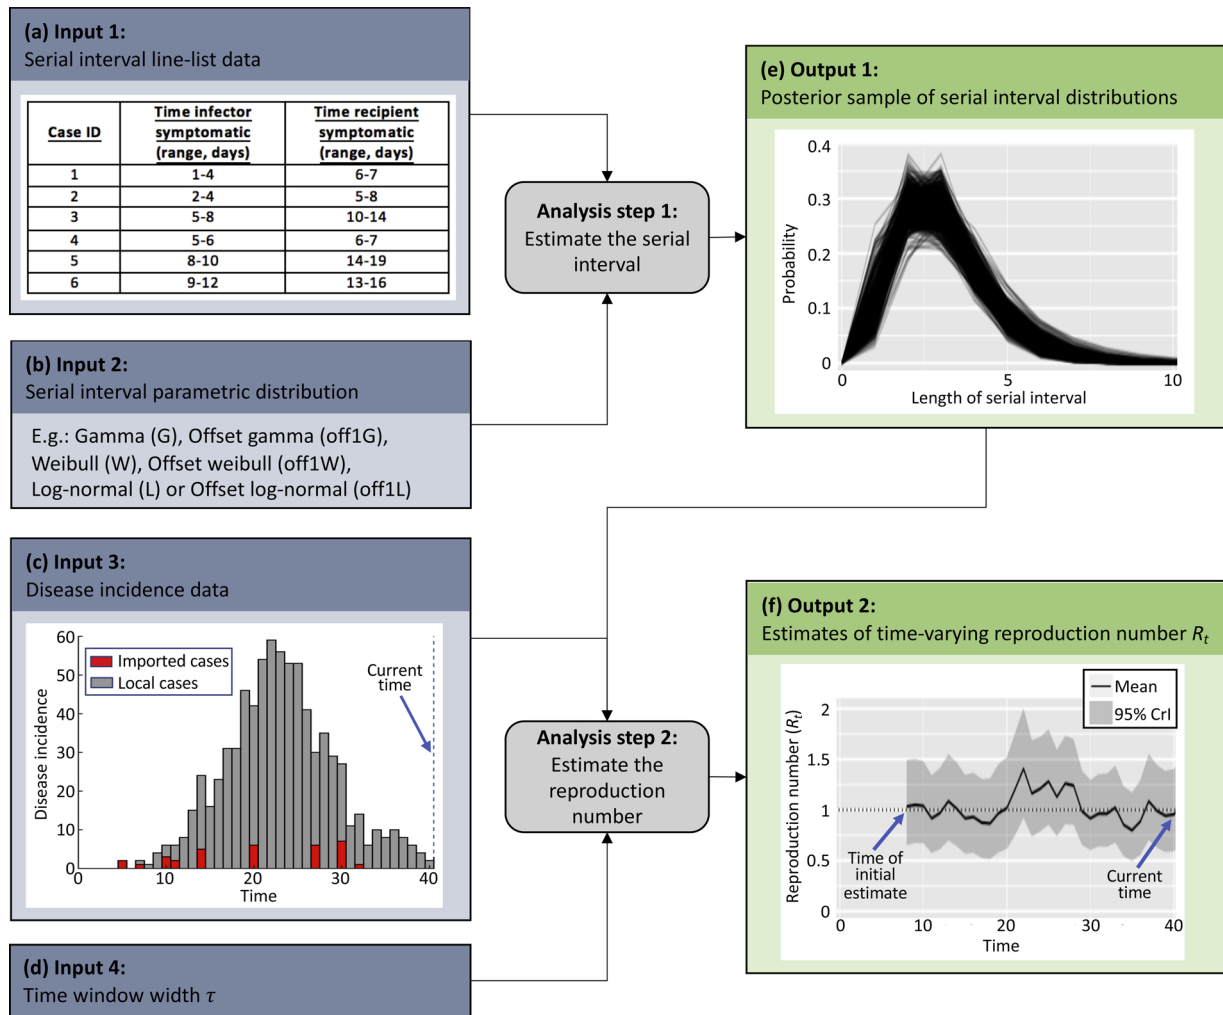 (a) Input 1:
Serial interval line-list data
Case ID
Time infector symptomatic (range, days)
Time recipient symptomatic (range, days)
1 1-4 6-7
2 2-4 5-8
3 5-8 10-14
4 5-6 6-7
5 8-10 14-19
6 9-12 13-16
(b) Input 2:
Serial interval parametric distribution
E.g.: Gamma (G), Offset gamma (off1G),
Weibull (W), Offset weibull (off1W),
Log-normal (L) or Offset log-normal (off1L)
(c) Input 3:
Disease incidence data
Disease incidence
60
50
40
30
20
10
0
Imported cases
Local cases
Current
time
0 10 20 30 40
Time
(d) Input 4:
Time window width τ
Analysis step 1:
Estimate the serial
interval
Analysis step 2:
Estimate the
reproduction
number
(e) Output 1:
Posterior sample of serial interval distributions
Probability
0.4
0.3
0.2
0.1
0
0 5 10
Length of serial interval
(f) Output 2:
Estimates of time-varying reproduction number Rt
Reproduction number (Rt)
2
1.5
1
0.5
0
Mean
95% CrI
Time of
initial
estimate
Current
time
0 10 20 30 40
Time